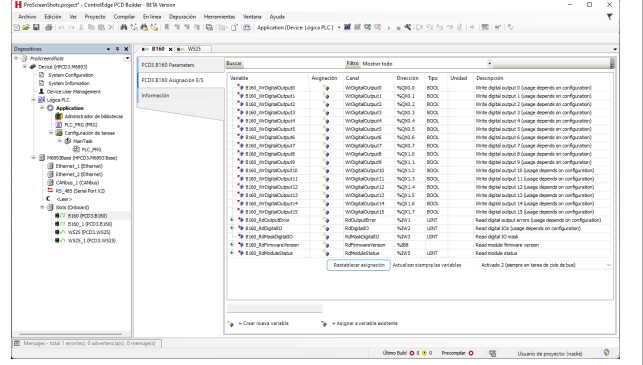 ProScreenShots.project* - ControlEdge PCD Builder - BETA Version
Archivo Edición Ver Proyecto Compilar En línea Depuración Herramientas Ventana Ayuda
Application [Device: Lógica PLC]
Dispositivos
B160 W525
ProScreenshots
Device (HPCD3.M6893)
System Configuration
System Information
Device User Management
Lógica PLC
Application
Administrador de bibliotecas
PLC_PRG (PRG)
Configuración de tareas
MainTask
PLC_PRG
M6893Base (HPCD3.M6893 Base)
Ethernet_1 (Ethernet)
Ethernet_2 (Ethernet)
CANbus_1 (CANbus)
RS_485 (Serial Port X2)
<Leer>
Slots (Onboard)
B160 (PCD3.B160)
B160_1 (PCD3.B160)
W525 (PCD3.W525)
W525_1 (PCD3.W525)
PCD3.B160 Parameters
PCD3.B160 Asignación E/S
Información
Buscar Filtro Mostrar todo
Variable Asignación Canal Dirección Tipo Unidad Descripción
B160_WrDigitalOutput0 WrDigitalOutput0 %QX0.0 BOOL Write digital output 0 (usage depends on configuration)
B160_WrDigitalOutput1 WrDigitalOutput1 %QX0.1 BOOL Write digital output 1 (usage depends on configuration)
B160_WrDigitalOutput2 WrDigitalOutput2 %QX0.2 BOOL Write digital output 2 (usage depends on configuration)
B160_WrDigitalOutput3 WrDigitalOutput3 %QX0.3 BOOL Write digital output 3 (usage depends on configuration)
B160_WrDigitalOutput4 WrDigitalOutput4 %QX0.4 BOOL Write digital output 4 (usage depends on configuration)
B160_WrDigitalOutput5 WrDigitalOutput5 %QX0.5 BOOL Write digital output 5 (usage depends on configuration)
B160_WrDigitalOutput6 WrDigitalOutput6 %QX0.6 BOOL Write digital output 6 (usage depends on configuration)
B160_WrDigitalOutput7 WrDigitalOutput7 %QX0.7 BOOL Write digital output 7 (usage depends on configuration)
B160_WrDigitalOutput8 WrDigitalOutput8 %QX1.0 BOOL Write digital output 8 (usage depends on configuration)
B160_WrDigitalOutput9 WrDigitalOutput9 %QX1.1 BOOL Write digital output 9 (usage depends on configuration)
B160_WrDigitalOutput10 WrDigitalOutput10 %QX1.2 BOOL Write digital output 10 (usage depends on configuration)
B160_WrDigitalOutput11 WrDigitalOutput11 %QX1.3 BOOL Write digital output 11 (usage depends on configuration)
B160_WrDigitalOutput12 WrDigitalOutput12 %QX1.4 BOOL Write digital output 12 (usage depends on configuration)
B160_WrDigitalOutput13 WrDigitalOutput13 %QX1.5 BOOL Write digital output 13 (usage depends on configuration)
B160_WrDigitalOutput14 WrDigitalOutput14 %QX1.6 BOOL Write digital output 14 (usage depends on configuration)
B160_WrDigitalOutput15 WrDigitalOutput15 %QX1.7 BOOL Write digital output 15 (usage depends on configuration)
B160_RdOutputError RdOutputError %IW1 UINT Read digital output errors (usage depends on configuration)
B160_RdDigitalIO RdDigitalIO %IW2 UINT Read digital IOs (usage depends on configuration)
B160_RdMaskDigitalIO RdMaskDigitalIO %IW3 UINT Read digital IO mask
B160_RdFirmwareVersion RdFirmwareVersion %IB8 Read module firmware version
B160_RdModuleStatus RdModuleStatus %IW5 UINT Read module status
Restablecer asignación Actualizar siempre las variables Activado 2 (siempre en tarea de ciclo de bus)
= Crear nueva variable = Asignar a variable existente
Mensajes - total 1 error(es), 0 advertencia(s), 0 mensaje(s)
Último Build 0 0 Precompilar Usuario de proyecto: (nadie)